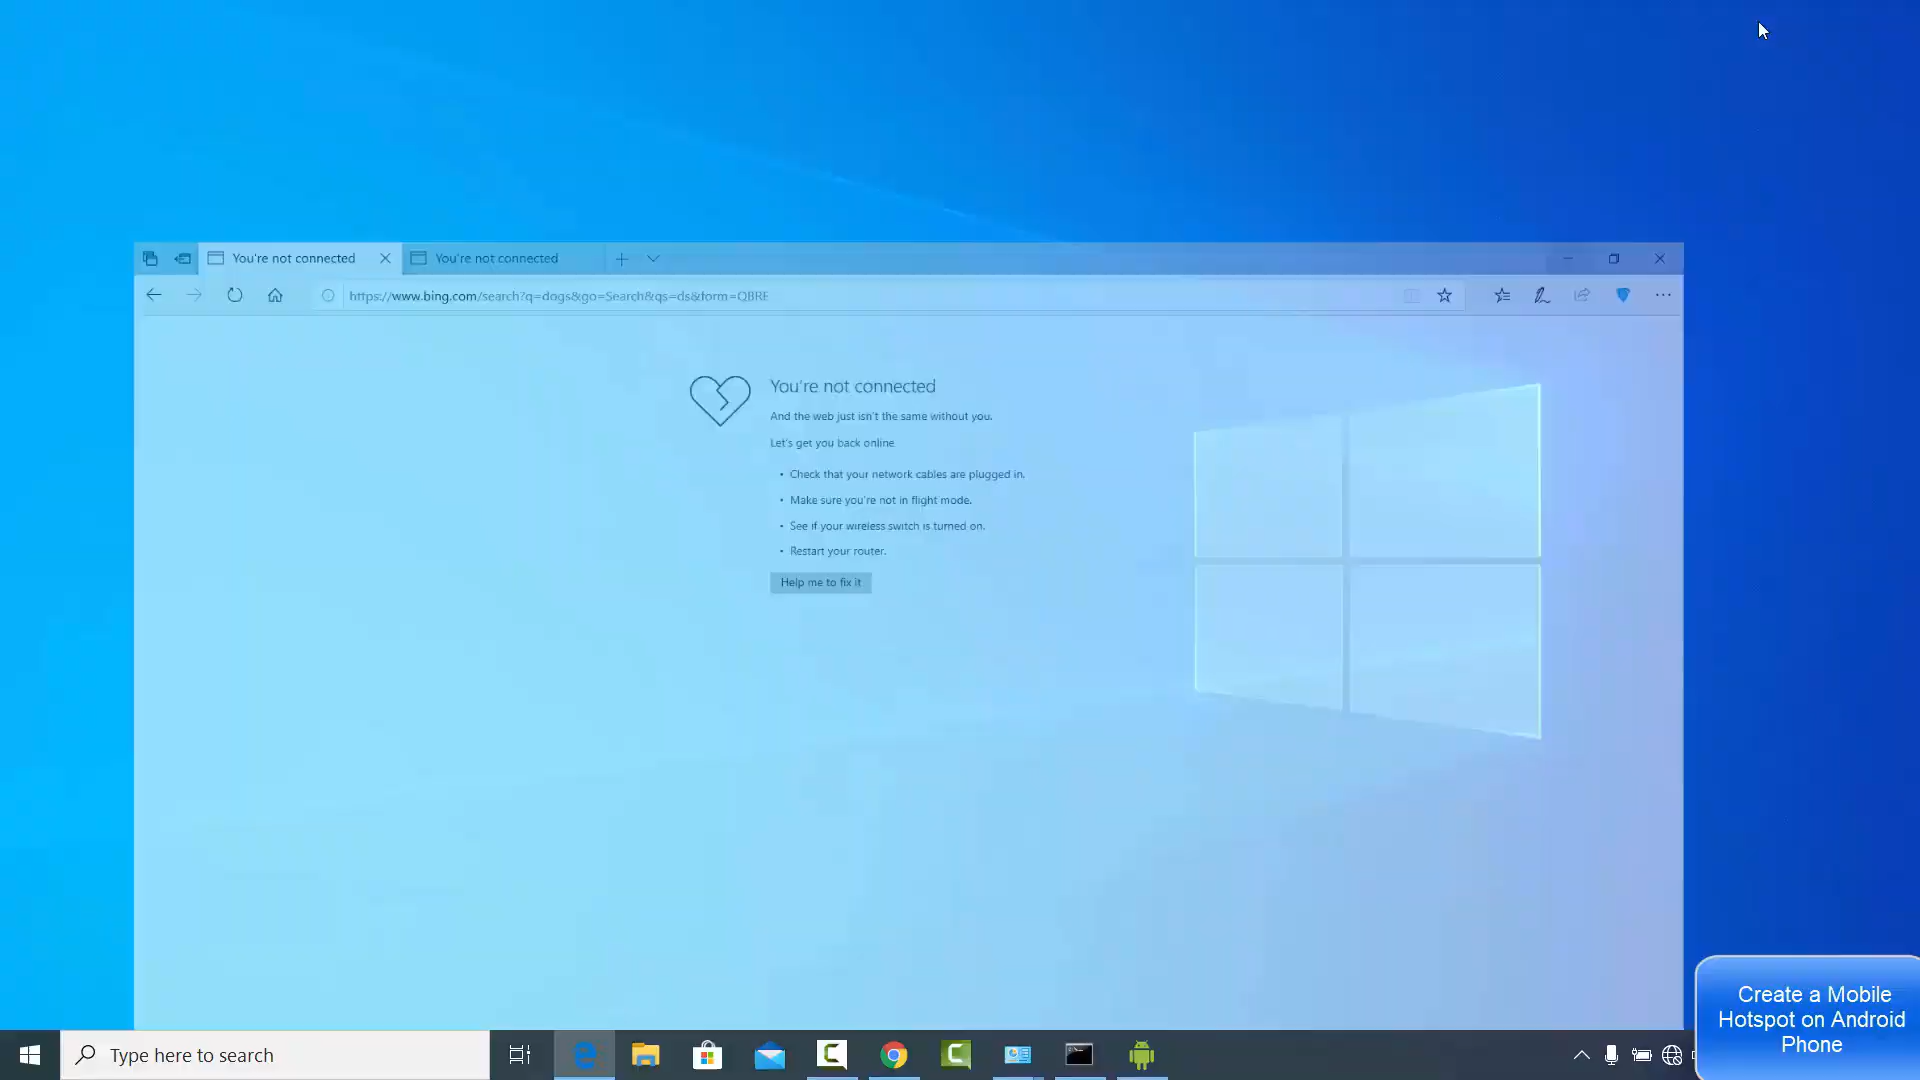 You're not connected
You're not connected
https://www.bing.com/search?q=dogs&go=Search&qs=ds&form=QBRE
You're not connected
And the web just isn't the same without you.
Let's get you back online
• Check that your network cables are plugged in.
• Make sure you're not in flight mode.
• See if your wireless switch is turned on.
• Restart your router.
Help me to fix it
Type here to search
Create a Mobile
Hotspot on Android
Phone